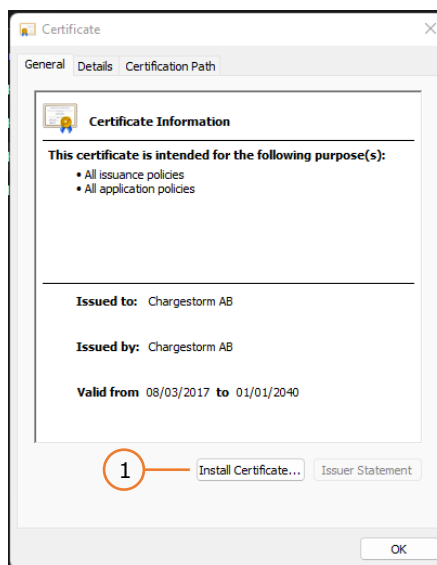 Certificate
General Details Certification Path
Certificate Information
This certificate is intended for the following purpose(s):
• All issuance policies
• All application policies
Issued to: Chargestorm AB
Issued by: Chargestorm AB
Valid from 08/03/2017 to 01/01/2040
1 Install Certificate... Issuer Statement
OK